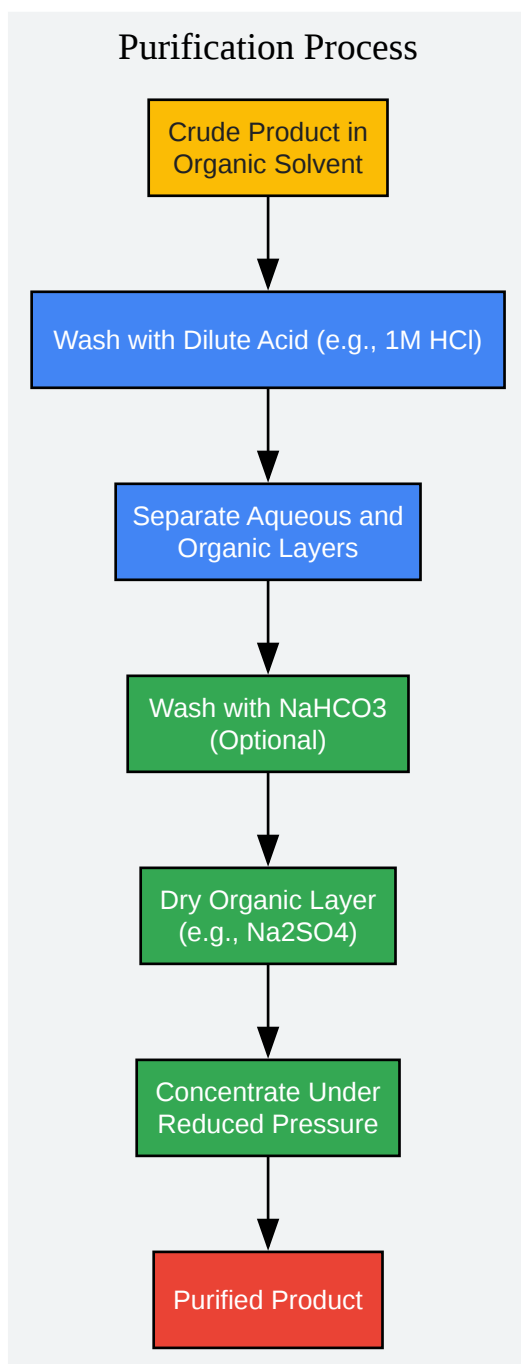 Purification Process
Crude Product in
Organic Solvent
Wash with Dilute Acid (e.g., 1M HCl)
Separate Aqueous and
Organic Layers
Wash with NaHCO3
(Optional)
Dry Organic Layer
(e.g., Na2SO4)
Concentrate Under
Reduced Pressure
Purified Product